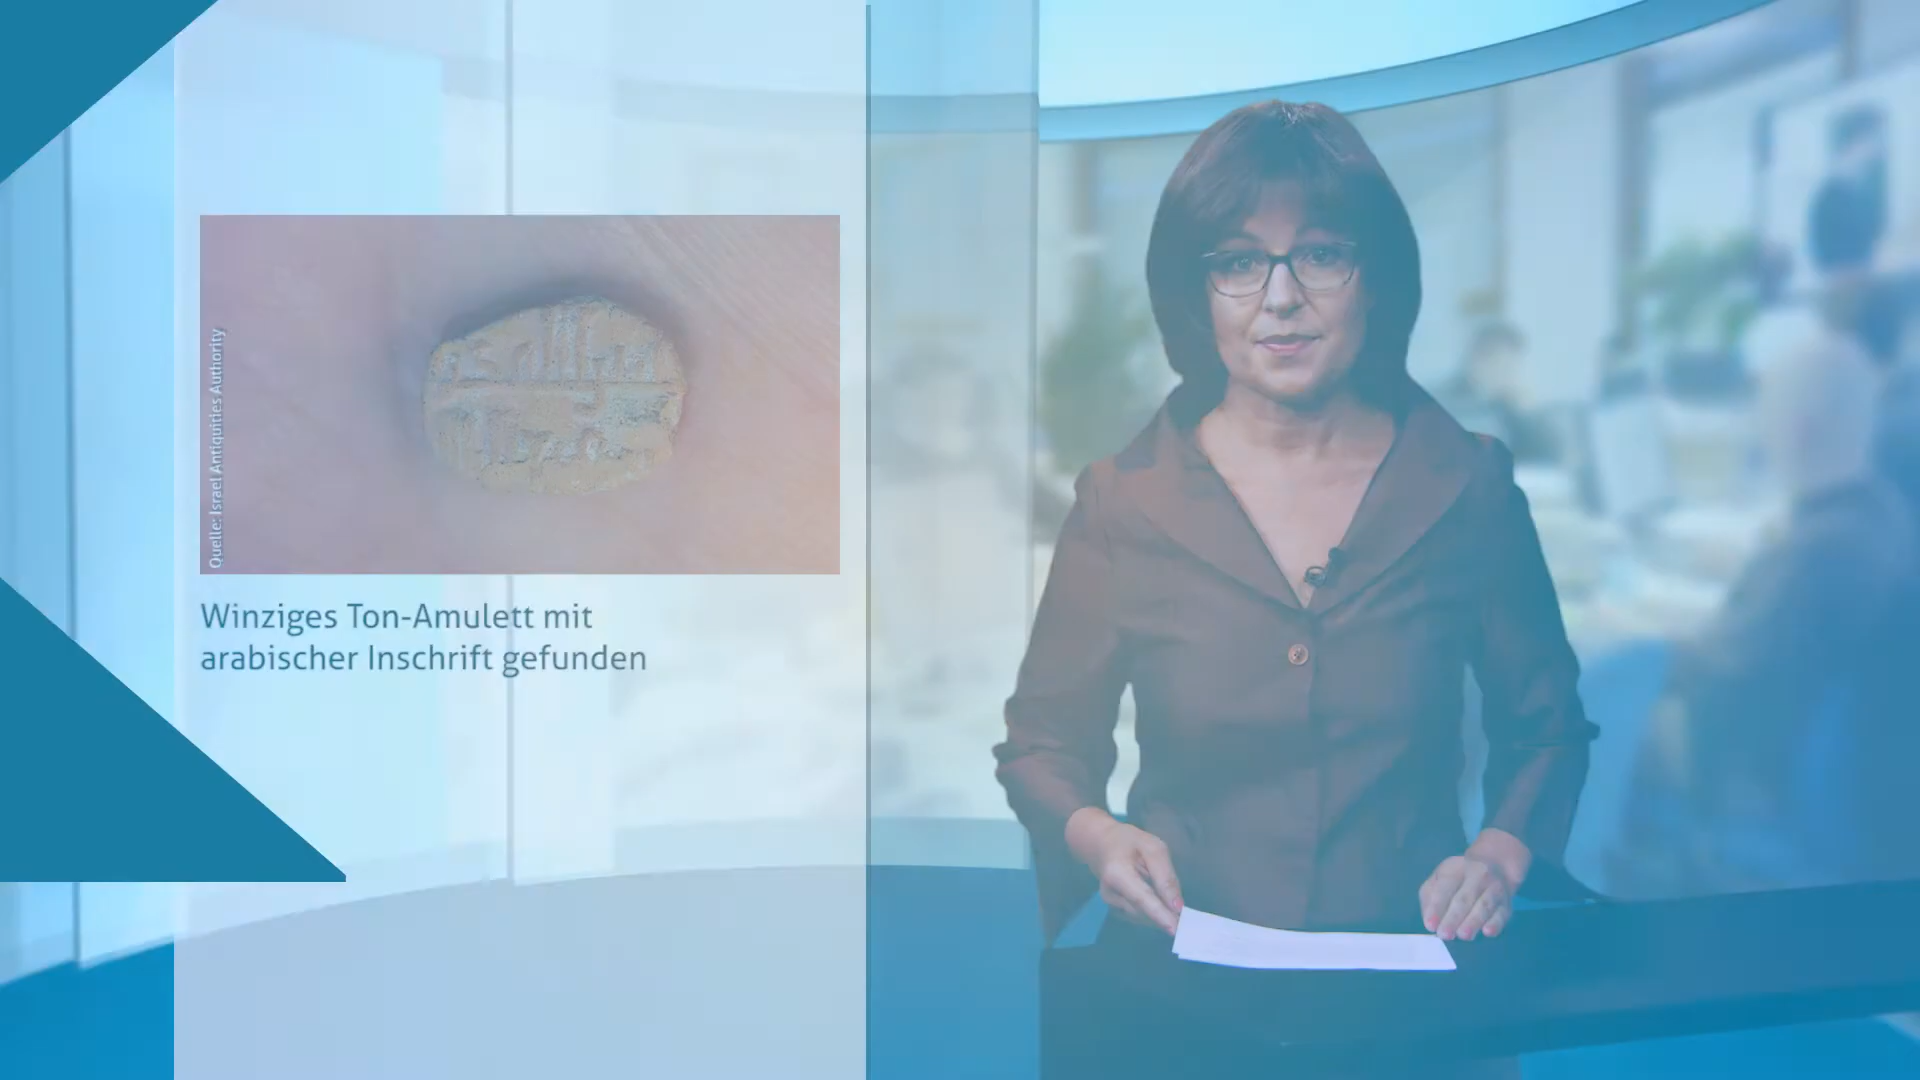 Quelle: Israel Antiquities Authority
Winziges Ton-Amulett mit
arabischer Inschrift gefunden